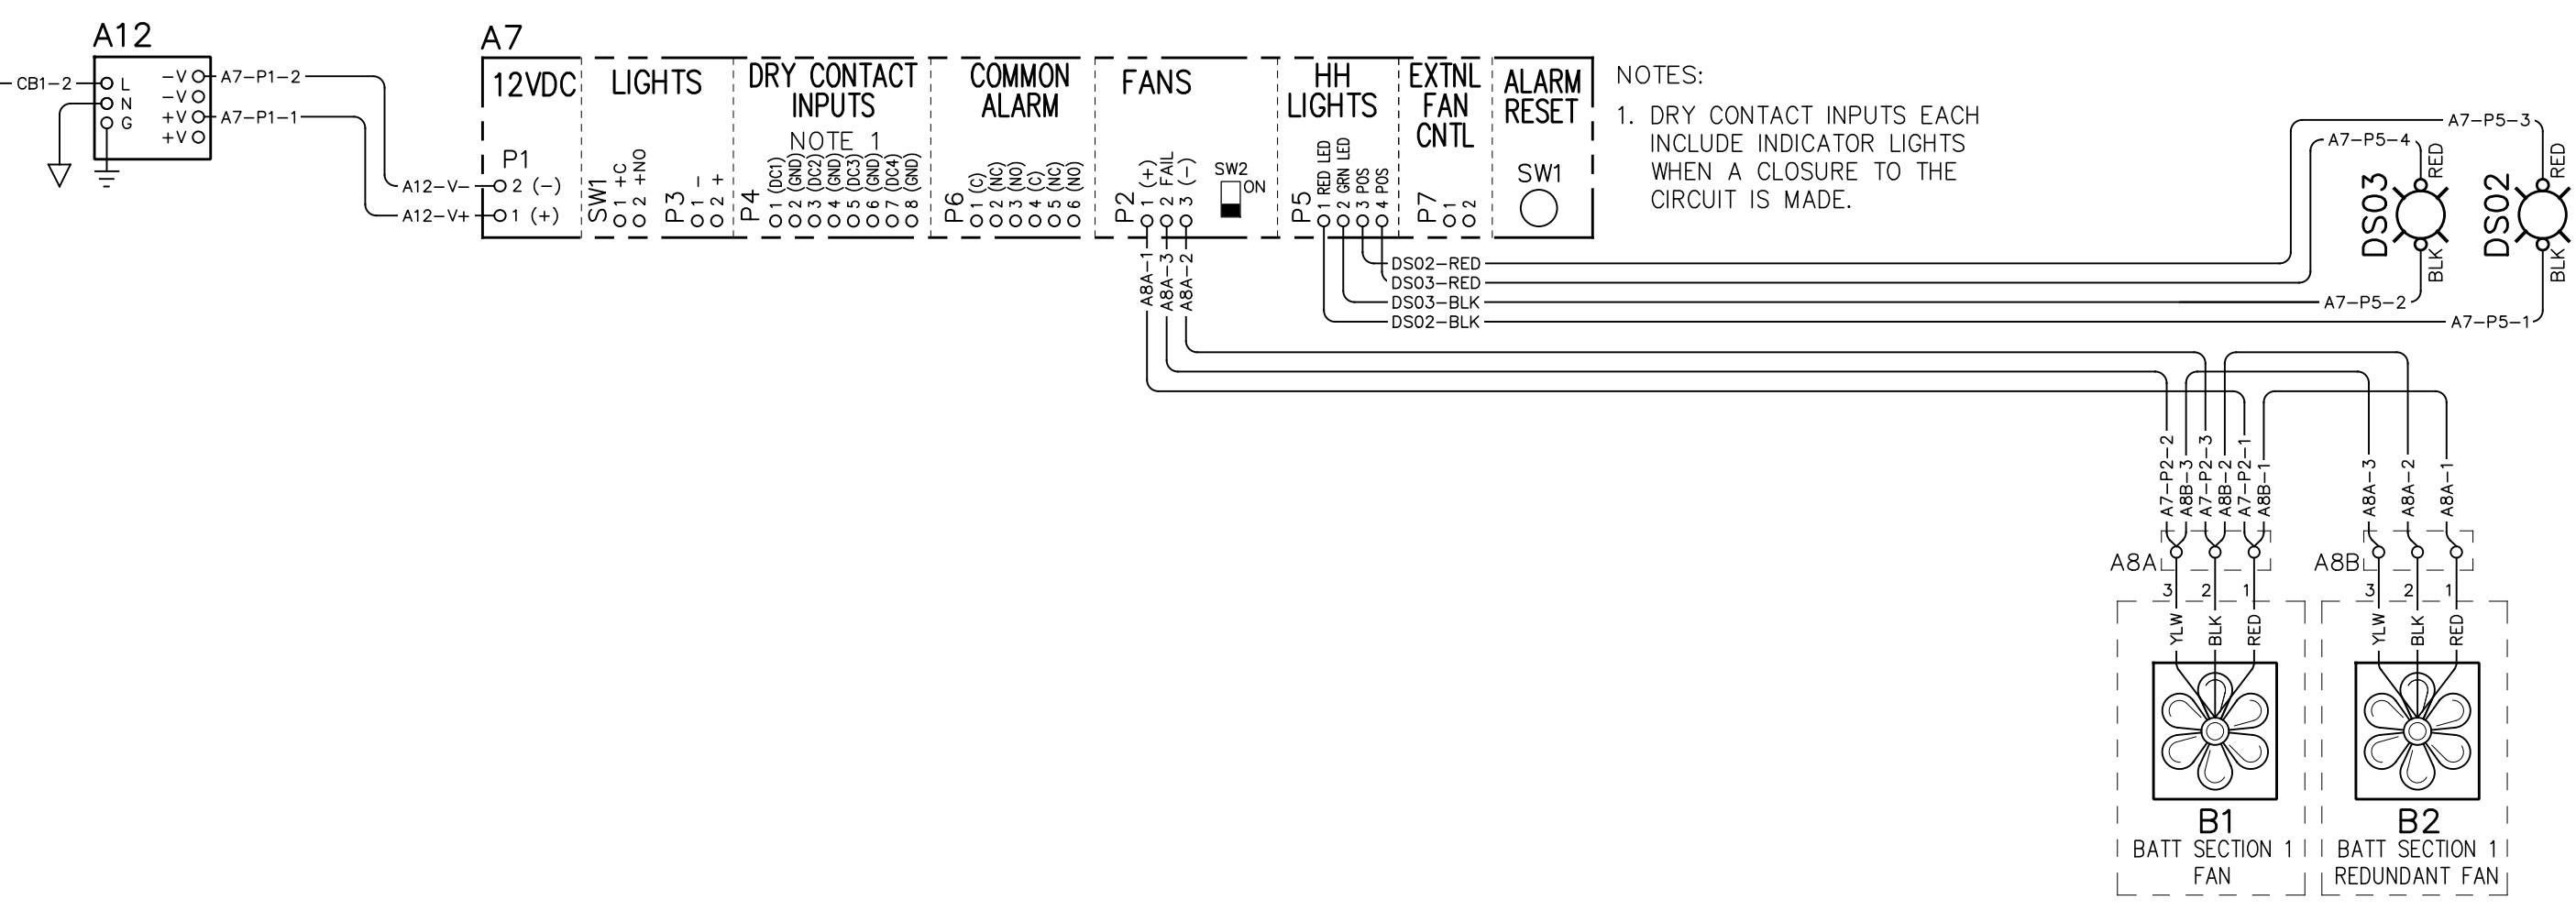 A12
CB1-2
L
N
G
-V
-V
+V
+V
A7-P1-2
A7-P1-1
A12-V-
A12-V+
A7
12VDC
P1
2 (-)
1 (+)
LIGHTS
SW1
1 +C
2 +NO
P3
1 -
2 +
DRY CONTACT
INPUTS
NOTE 1
P4
1 (DC1)
2 (GND)
3 (DC2)
4 (GND)
5 (DC3)
6 (GND)
7 (DC4)
8 (GND)
COMMON
ALARM
P6
1 (C)
2 (NC)
3 (NO)
4 (C)
5 (NC)
6 (NO)
FANS
P2
1 (+)
2 FAIL
3 (-)
SW2
ON
HH
LIGHTS
P5
1 RED LED
2 GRN LED
3 POS
4 POS
EXTNL
FAN
CNTL
P7
1
2
ALARM
RESET
SW1
NOTES:
1. DRY CONTACT INPUTS EACH
INCLUDE INDICATOR LIGHTS
WHEN A CLOSURE TO THE
CIRCUIT IS MADE.
A7-P5-3
A7-P5-4
RED
RED
DS03
DS02
BLK
BLK
A7-P5-2
A7-P5-1
A8A-1
A8A-3
A8A-2
DS02-RED
DS03-RED
DS03-BLK
DS02-BLK
A7-P2-2
A8B-3
A7-P2-3
A8B-2
A7-P2-1
A8B-1
A8A-3
A8A-2
A8A-1
A8A
A8B
3
2
1
3
2
1
YLW
BLK
RED
YLW
BLK
RED
B1
BATT SECTION 1
FAN
B2
BATT SECTION 1
REDUNDANT FAN